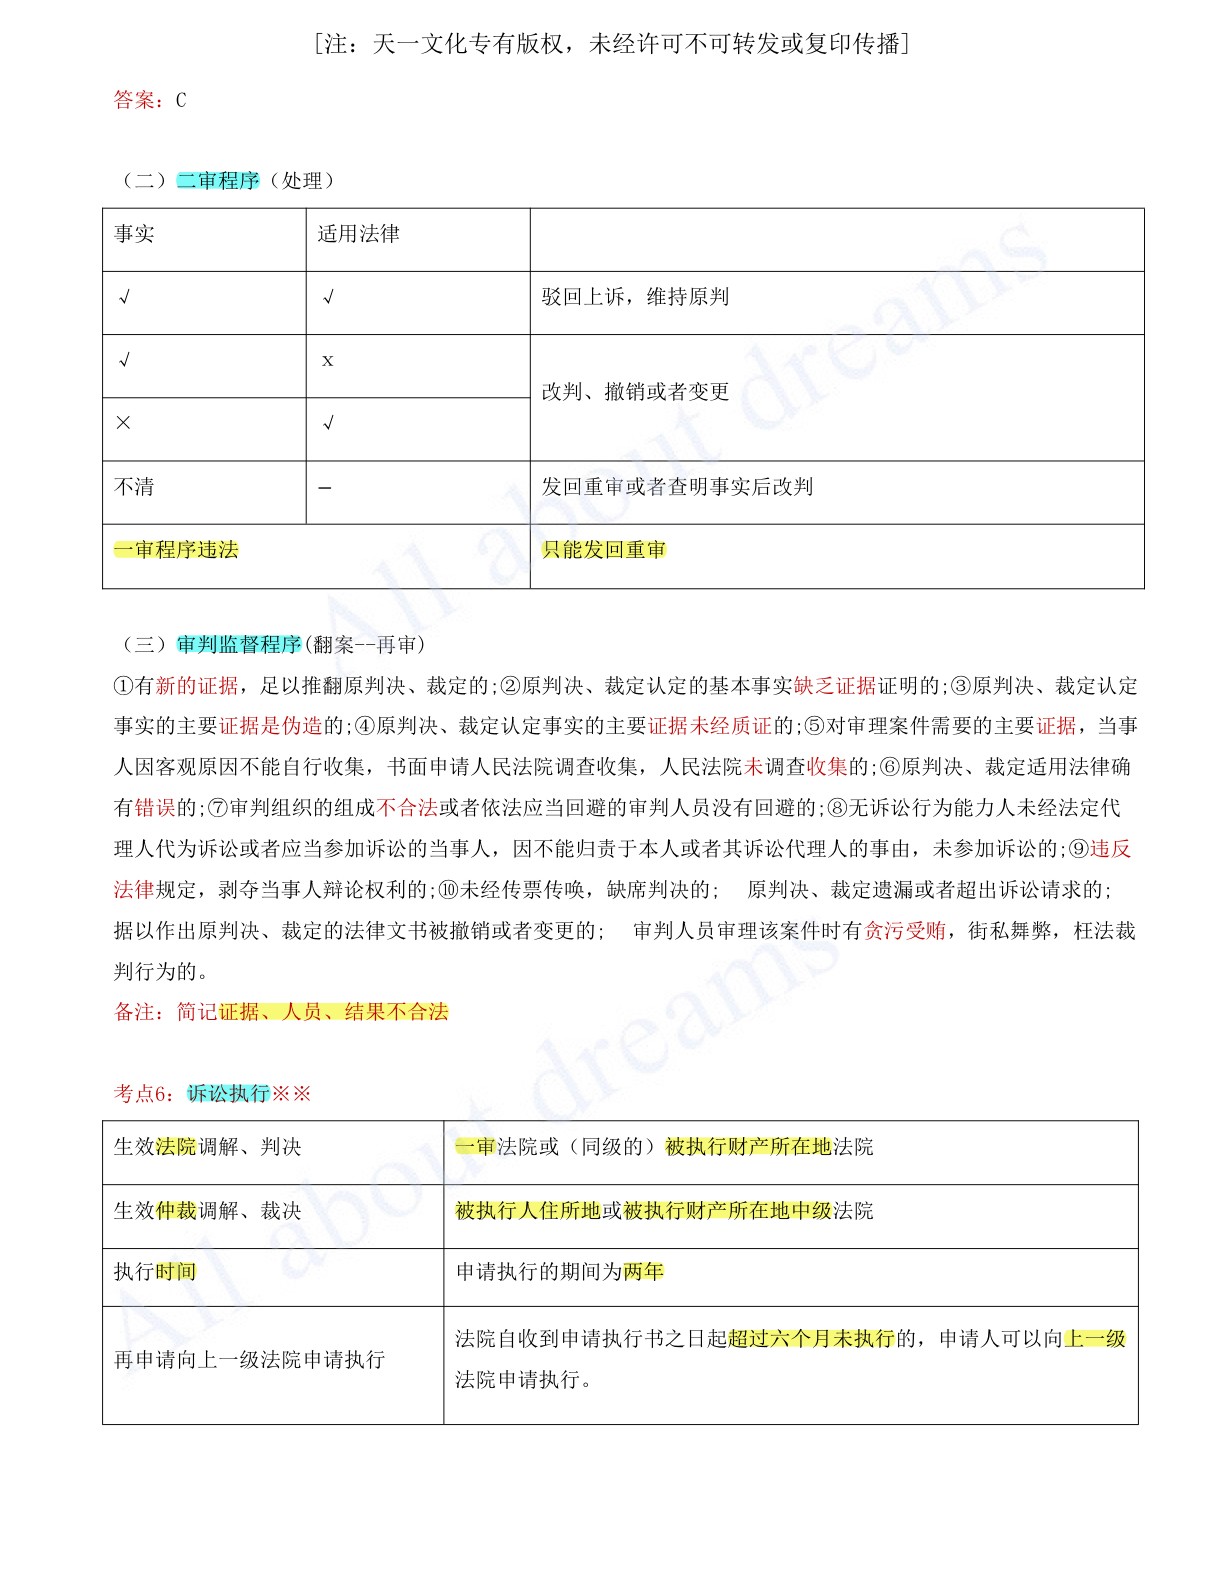 [注：天一文化专有版权，未经许可不可转发或复印传播]
答案：C
（二）二审程序（处理）
事实 适用法律
√ √ 驳回上诉，维持原判
√ x
改判、撤销或者变更
× √
不清 — 发回重审或者查明事实后改判
一审程序违法 只能发回重审
（三）审判监督程序(翻案--再审)
①有新的证据，足以推翻原判决、裁定的;②原判决、裁定认定的基本事实缺乏证据证明的;③原判决、裁定认定
事实的主要证据是伪造的;④原判决、裁定认定事实的主要证据未经质证的;⑤对审理案件需要的主要证据，当事
人因客观原因不能自行收集，书面申请人民法院调查收集，人民法院未调查收集的;⑥原判决、裁定适用法律确
有错误的;⑦审判组织的组成不合法或者依法应当回避的审判人员没有回避的;⑧无诉讼行为能力人未经法定代
理人代为诉讼或者应当参加诉讼的当事人，因不能归责于本人或者其诉讼代理人的事由，未参加诉讼的;⑨违反
法律规定，剥夺当事人辩论权利的;⑩未经传票传唤，缺席判决的; 原判决、裁定遗漏或者超出诉讼请求的;
据以作出原判决、裁定的法律文书被撤销或者变更的; 审判人员审理该案件时有贪污受贿，街私舞弊，枉法裁
判行为的。
备注：简记证据、人员、结果不合法
考点6：诉讼执行※※
生效法院调解、判决 一审法院或（同级的）被执行财产所在地法院
生效仲裁调解、裁决 被执行人住所地或被执行财产所在地中级法院
执行时间 申请执行的期间为两年
再申请向上一级法院申请执行 法院自收到申请执行书之日起超过六个月未执行的，申请人可以向上一级
法院申请执行。
All about dreams
All about dreams